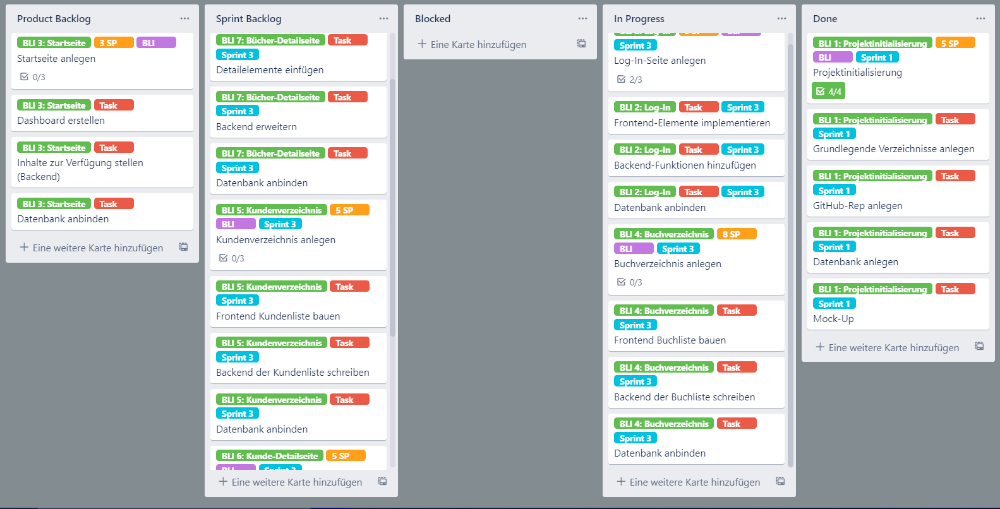 Product Backlog
BLI 3: Startseite 3 SP BLI
Startseite anlegen
0/3
BLI 3: Startseite Task
Dashboard erstellen
BLI 3: Startseite Task
Inhalte zur Verfügung stellen
(Backend)
BLI 3: Startseite Task
Datenbank anbinden
+ Eine weitere Karte hinzufügen
Sprint Backlog
BLI 7: Bücher-Detailseite Task
Sprint 3
Detailelemente einfügen
BLI 7: Bücher-Detailseite Task
Sprint 3
Backend erweitern
BLI 7: Bücher-Detailseite Task
Sprint 3
Datenbank anbinden
BLI 5: Kundenverzeichnis 5 SP
BLI Sprint 3
Kundenverzeichnis anlegen
0/3
BLI 5: Kundenverzeichnis Task
Sprint 3
Frontend Kundenliste bauen
BLI 5: Kundenverzeichnis Task
Sprint 3
Backend der Kundenliste schreiben
BLI 5: Kundenverzeichnis Task
Sprint 3
Datenbank anbinden
BLI 6: Kunde-Detailseite 5 SP
BLI Sprint 3
+ Eine weitere Karte hinzufügen
Blocked
+ Eine Karte hinzufügen
In Progress
BLI 2: Log-In BLI
Sprint 3
Log-In-Seite anlegen
2/3
BLI 2: Log-In Task Sprint 3
Frontend-Elemente implementieren
BLI 2: Log-In Task Sprint 3
Backend-Funktionen hinzufügen
BLI 2: Log-In Task Sprint 3
Datenbank anbinden
BLI 4: Buchverzeichnis 8 SP
BLI Sprint 3
Buchverzeichnis anlegen
0/3
BLI 4: Buchverzeichnis Task
Sprint 3
Frontend Buchliste bauen
BLI 4: Buchverzeichnis Task
Sprint 3
Backend der Buchliste schreiben
BLI 4: Buchverzeichnis Task
Sprint 3
Datenbank anbinden
+ Eine weitere Karte hinzufügen
Done
BLI 1: Projektinitialisierung 5 SP
BLI Sprint 1
Projektinitialisierung
4/4
BLI 1: Projektinitialisierung Task
Sprint 1
Grundlegende Verzeichnisse anlegen
BLI 1: Projektinitialisierung Task
Sprint 1
GitHub-Rep anlegen
BLI 1: Projektinitialisierung Task
Sprint 1
Datenbank anlegen
BLI 1: Projektinitialisierung Task
Sprint 1
Mock-Up
+ Eine weitere Karte hinzufügen